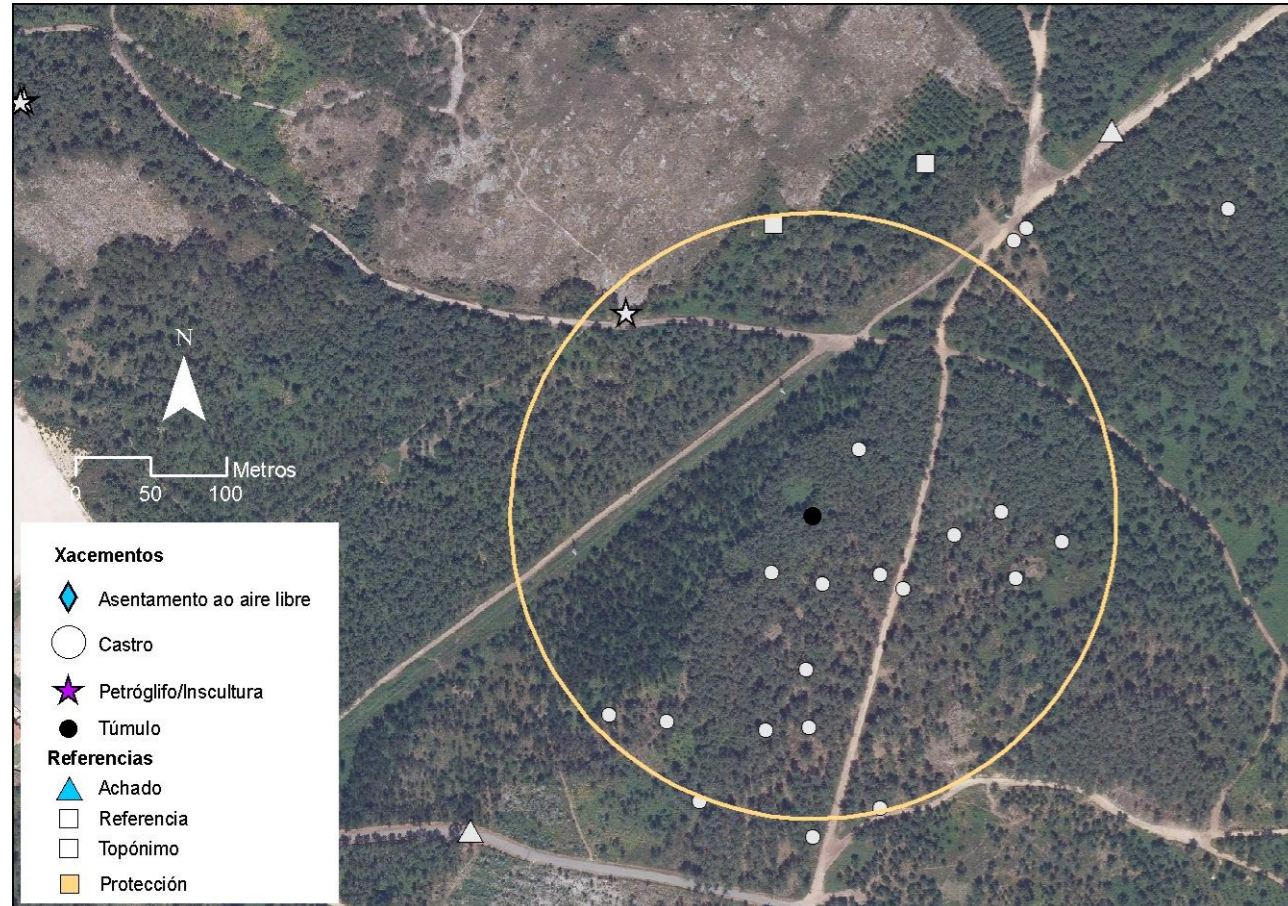 N
Metros
0 50 100
Xacementos
Asentamento ao aire libre
Castro
Petróglifo/Inscultura
Túmulo
Referencias
Achado
Referencia
Topónimo
Protección